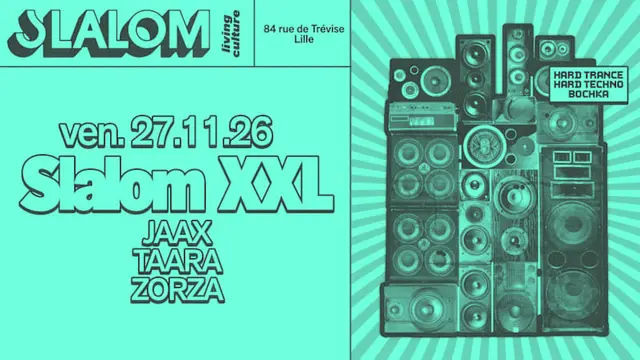 SLALOM
living
culture
84 rue de Trévise
Lille
ven. 27.11.26
Slalom XXL
JAAX
TAARA
ZORZA
HARD TRANCE
HARD TECHNO
BOCHKA